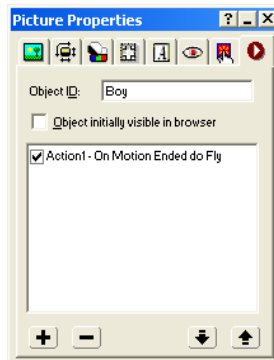 Picture Properties
Object ID: Boy
Object initially visible in browser
Action1 - On Motion Ended do Fly